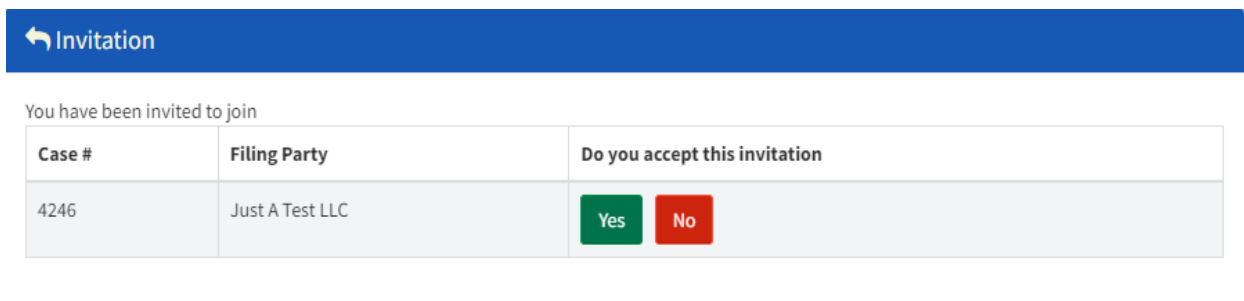 Invitation
You have been invited to join
Case # Filing Party Do you accept this invitation
4246 Just A Test LLC Yes No